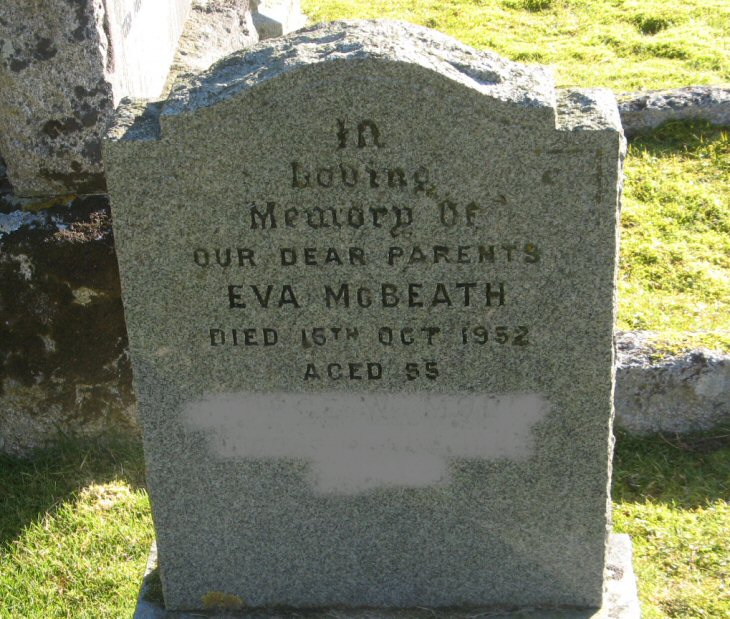 In
Loving
Memory Of
OUR DEAR PARENTS
EVA McBEATH
DIED 15TH OCT 1952
AGED 55